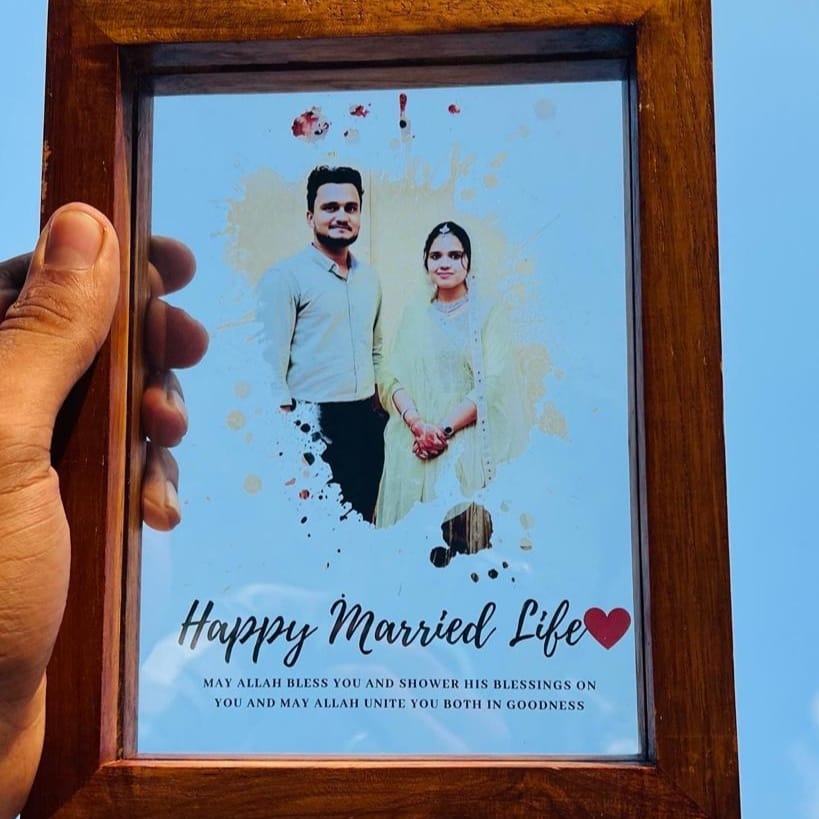 Happy Married Life
MAY ALLAH BLESS YOU AND SHOWER HIS BLESSINGS ON
YOU AND MAY ALLAH UNITE YOU BOTH IN GOODNESS